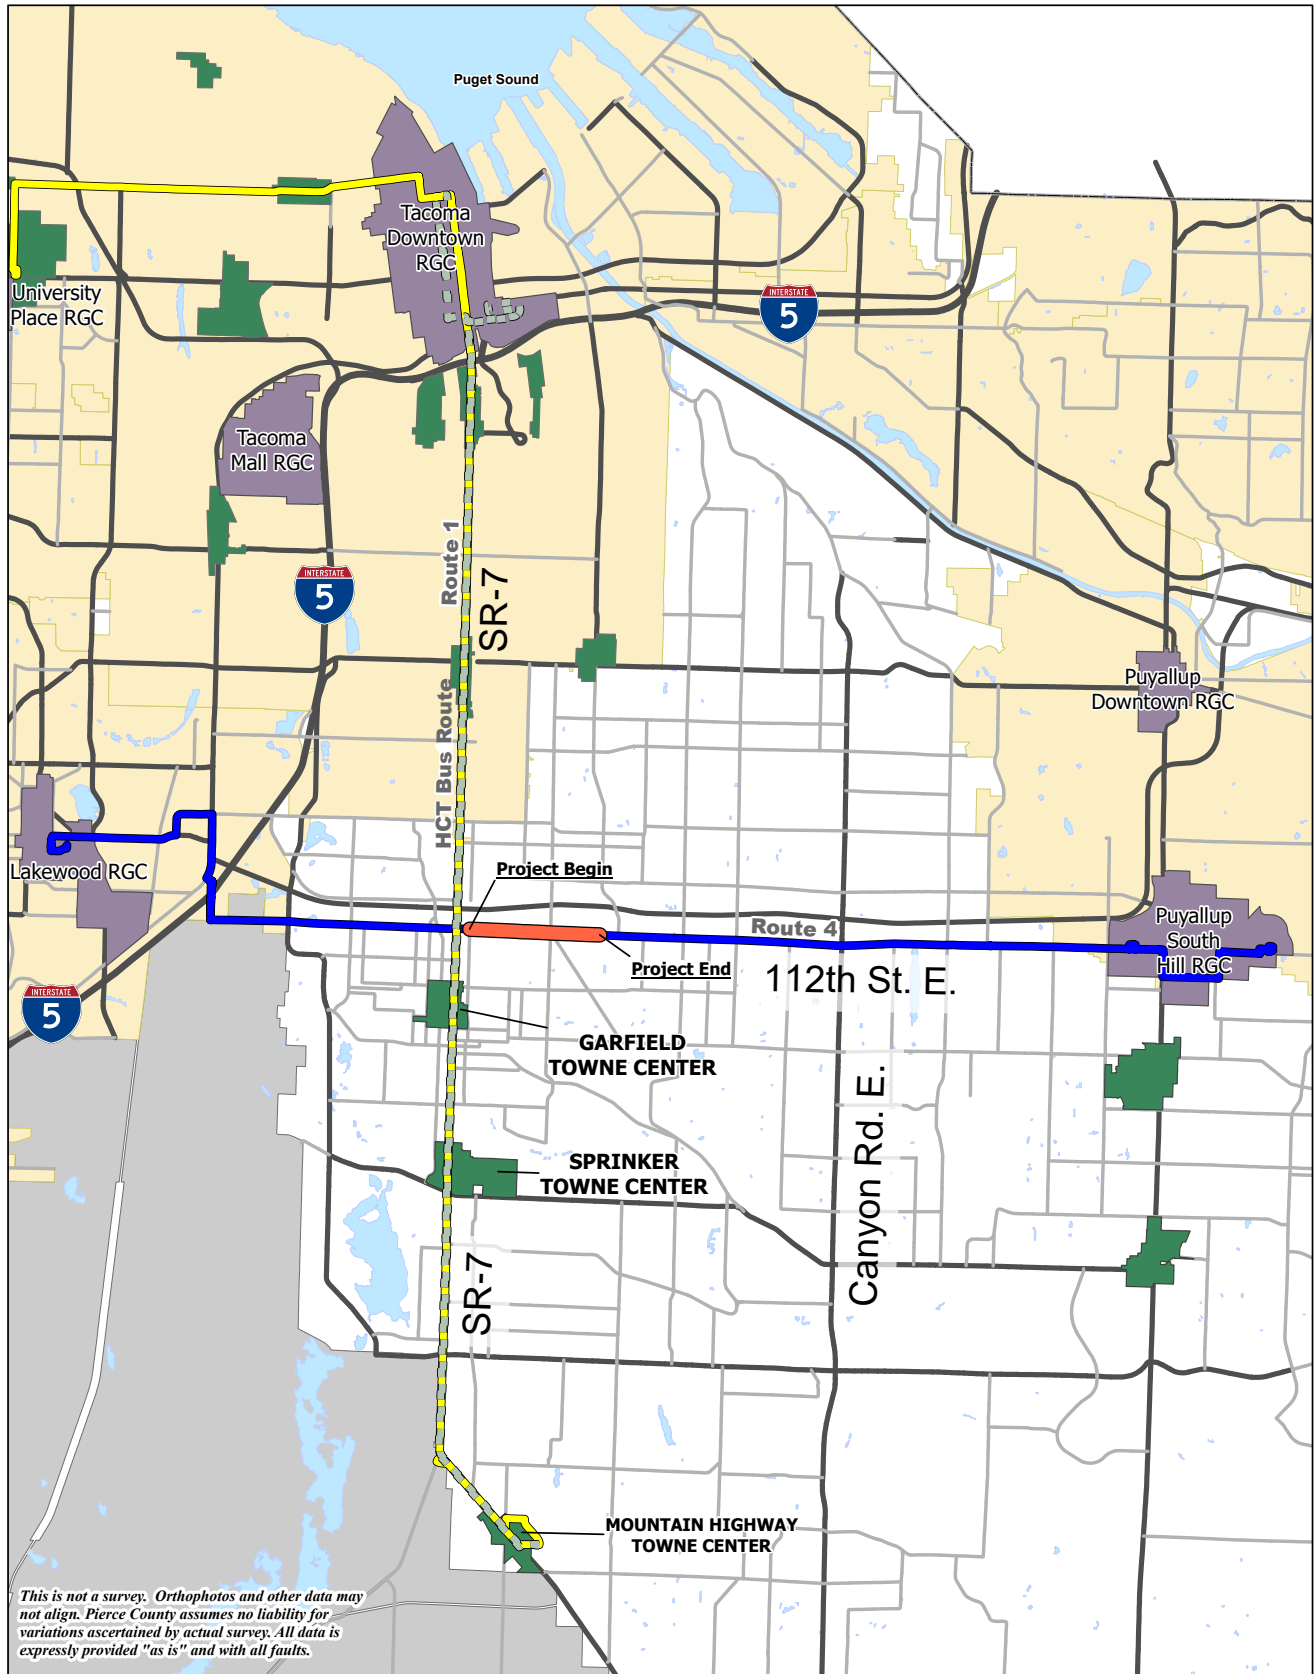 Puget Sound
Tacoma
Downtown
RGC
University
Place RGC
INTERSTATE
5
Tacoma
Mall RGC
Route 1
INTERSTATE
5
SR-7
Puyallup
Downtown RGC
HCT Bus Route
Lakewood RGC
Project Begin
Route 4
Puyallup
South
Hill RGC
Project End
112th St. E.
INTERSTATE
5
GARFIELD
TOWNE CENTER
Canyon Rd. E.
SPRINKER
TOWNE CENTER
SR-7
MOUNTAIN HIGHWAY
TOWNE CENTER
This is not a survey. Orthophotos and other data may
not align. Pierce County assumes no liability for
variations ascertained by actual survey. All data is
expressly provided "as is" and with all faults.